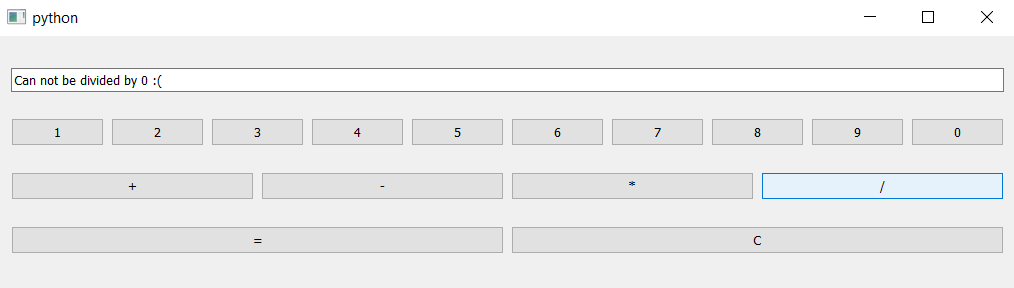 python
Can not be divided by 0 :(
1 2 3 4 5 6 7 8 9 0
+ - * /
= C